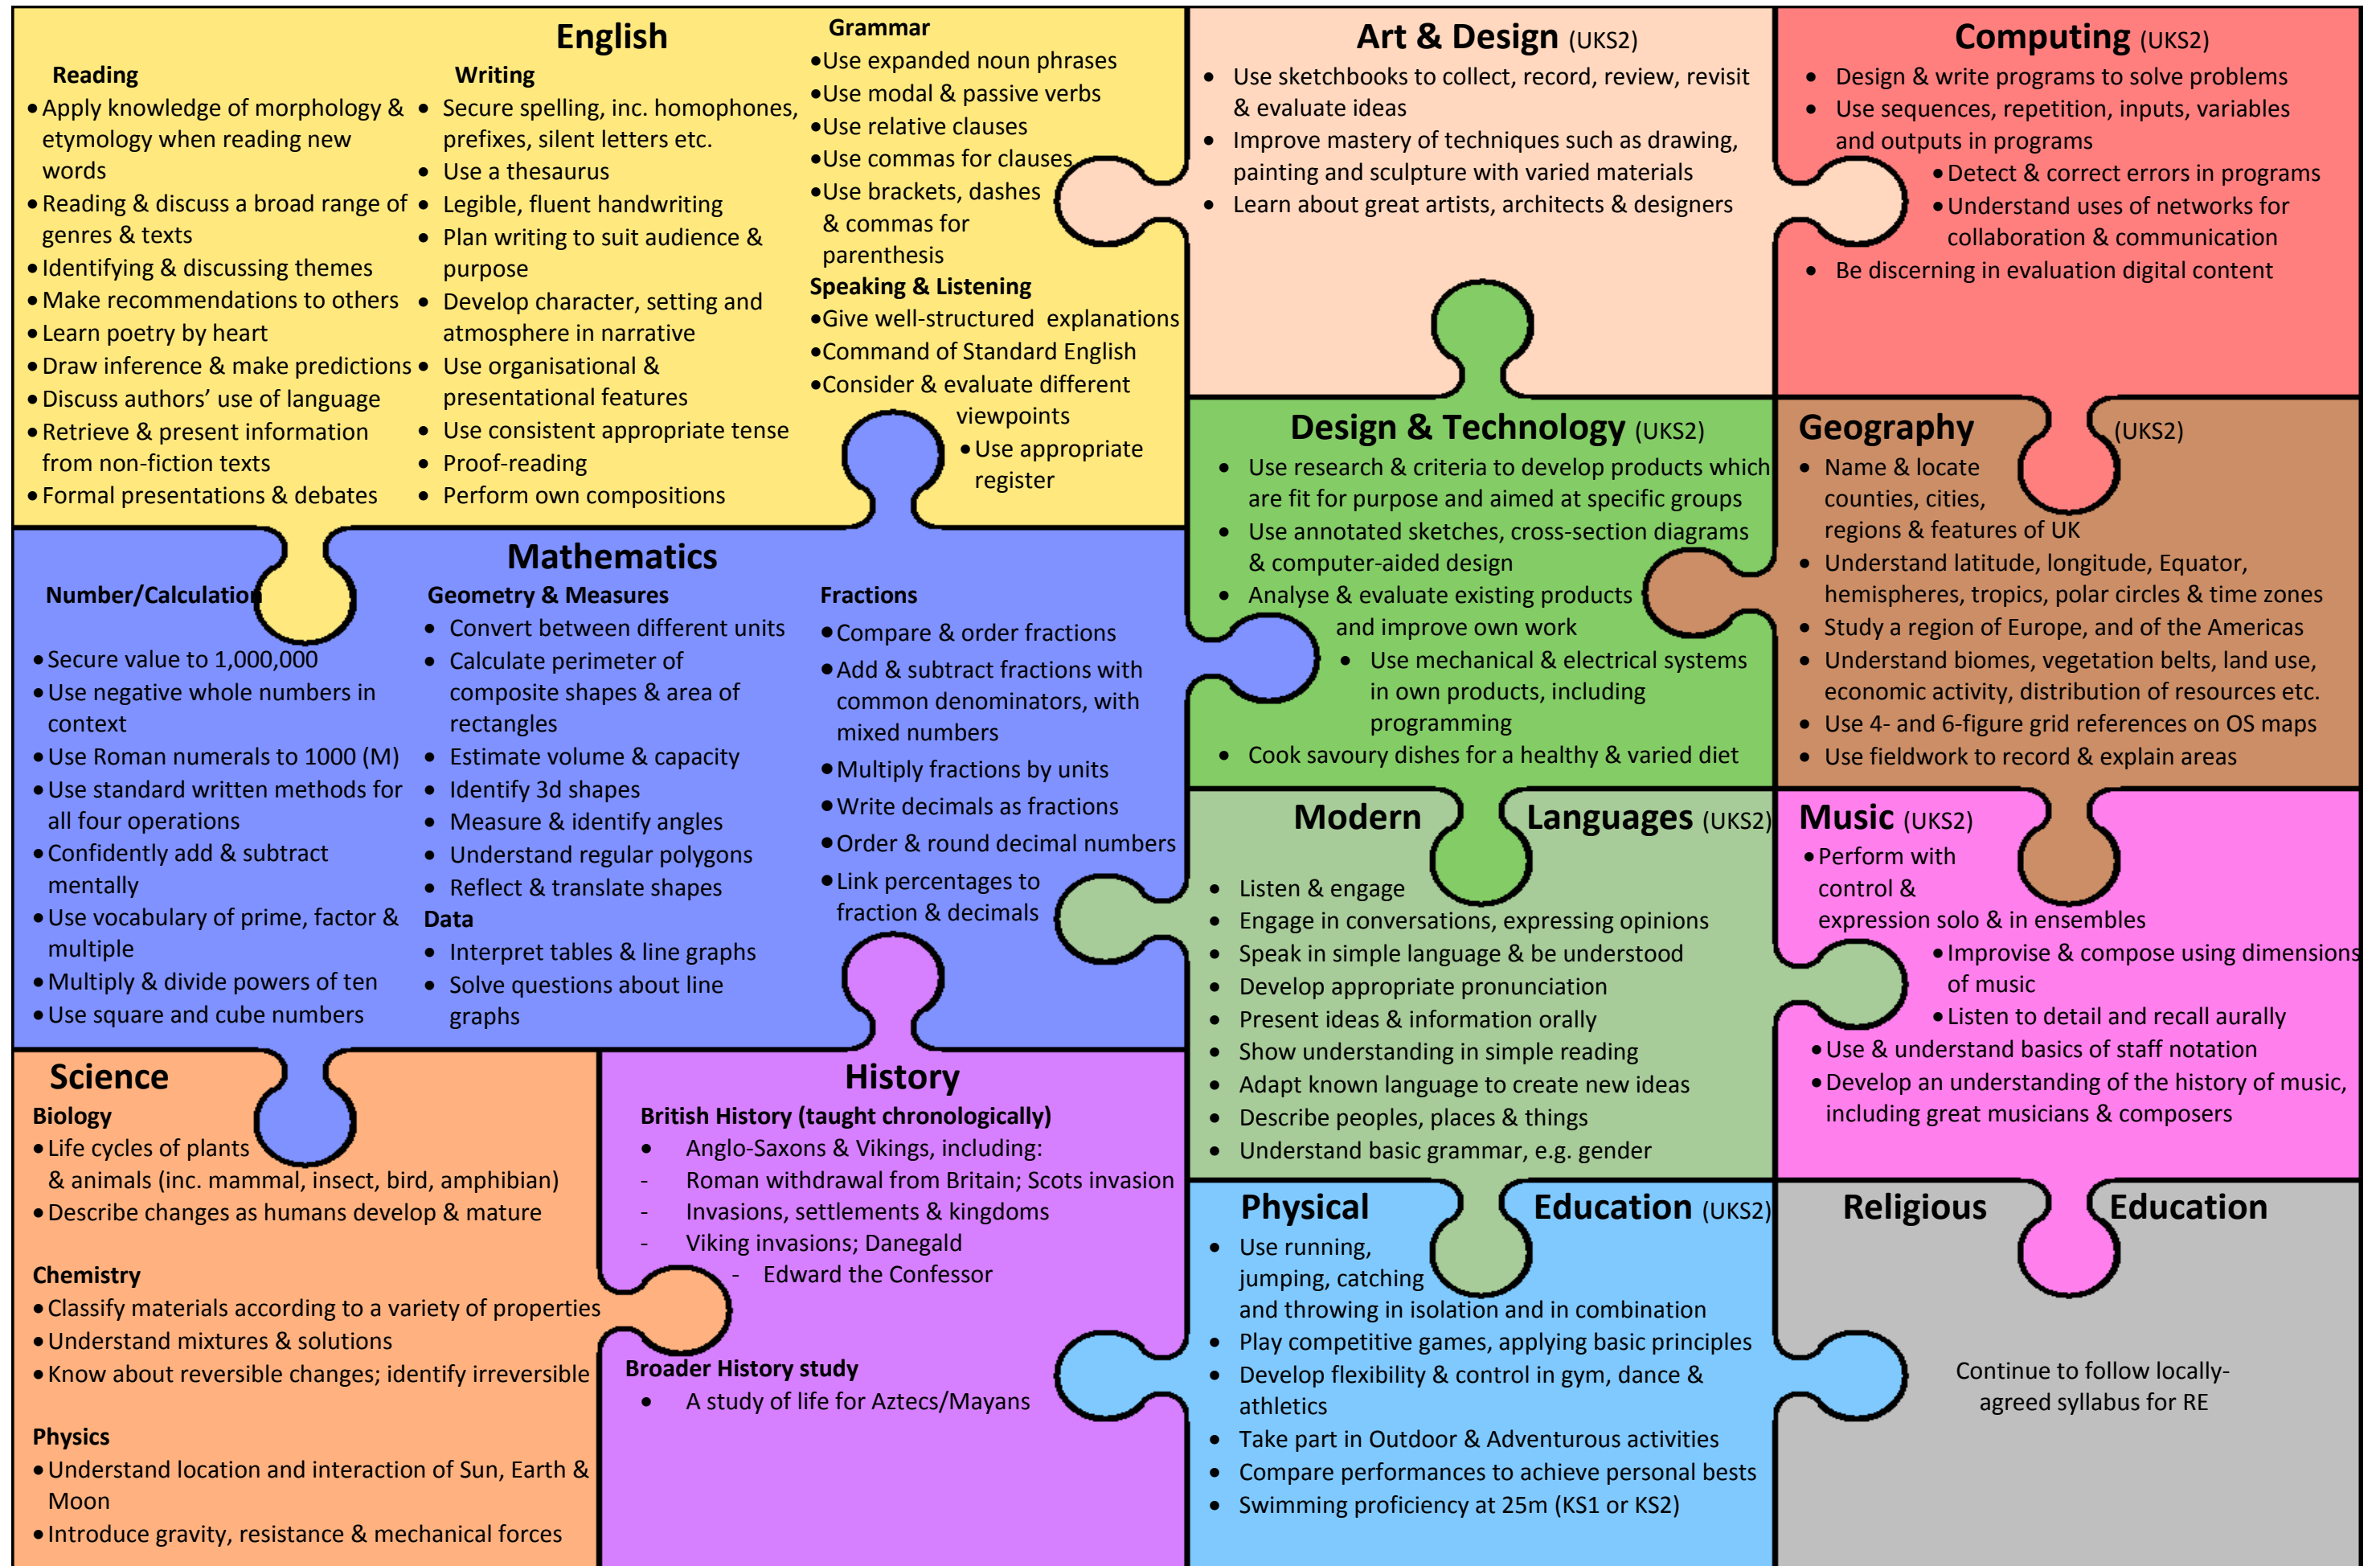 English
Reading
•Apply knowledge of morphology &
etymology when reading new
words
•Reading & discuss a broad range of
genres & texts
•Identifying & discussing themes
•Make recommendations to others
•Learn poetry by heart
•Draw inference & make predictions
•Discuss authors' use of language
•Retrieve & present information
from non-fiction texts
•Formal presentations & debates
Writing
• Secure spelling, inc. homophones,
prefixes, silent letters etc.
• Use a thesaurus
• Legible, fluent handwriting
• Plan writing to suit audience &
purpose
• Develop character, setting and
atmosphere in narrative
• Use organisational &
presentational features
• Use consistent appropriate tense
• Proof-reading
• Perform own compositions
Grammar
•Use expanded noun phrases
•Use modal & passive verbs
•Use relative clauses
•Use commas for clauses
•Use brackets, dashes
& commas for
parenthesis
Speaking & Listening
•Give well-structured explanations
•Command of Standard English
•Consider & evaluate different
viewpoints
•Use appropriate
register
Art & Design (UKS2)
• Use sketchbooks to collect, record, review, revisit
& evaluate ideas
• Improve mastery of techniques such as drawing,
painting and sculpture with varied materials
• Learn about great artists, architects & designers
Computing (UKS2)
• Design & write programs to solve problems
• Use sequences, repetition, inputs, variables
and outputs in programs
•Detect & correct errors in programs
•Understand uses of networks for
collaboration & communication
• Be discerning in evaluation digital content
Design & Technology (UKS2)
• Use research & criteria to develop products which
are fit for purpose and aimed at specific groups
• Use annotated sketches, cross-section diagrams
& computer-aided design
• Analyse & evaluate existing products
and improve own work
• Use mechanical & electrical systems
in own products, including
programming
• Cook savoury dishes for a healthy & varied diet
Geography (UKS2)
• Name & locate
counties, cities,
regions & features of UK
• Understand latitude, longitude, Equator,
hemispheres, tropics, polar circles & time zones
• Study a region of Europe, and of the Americas
• Understand biomes, vegetation belts, land use,
economic activity, distribution of resources etc.
• Use 4- and 6-figure grid references on OS maps
• Use fieldwork to record & explain areas
Mathematics
Number/Calculation
•Secure value to 1,000,000
•Use negative whole numbers in
context
•Use Roman numerals to 1000 (M)
•Use standard written methods for
all four operations
•Confidently add & subtract
mentally
•Use vocabulary of prime, factor &
multiple
•Multiply & divide powers of ten
•Use square and cube numbers
Geometry & Measures
• Convert between different units
• Calculate perimeter of
composite shapes & area of
rectangles
• Estimate volume & capacity
• Identify 3d shapes
• Measure & identify angles
• Understand regular polygons
• Reflect & translate shapes
Data
• Interpret tables & line graphs
• Solve questions about line
graphs
Fractions
•Compare & order fractions
•Add & subtract fractions with
common denominators, with
mixed numbers
•Multiply fractions by units
•Write decimals as fractions
•Order & round decimal numbers
•Link percentages to
fraction & decimals
Modern Languages (UKS2)
• Listen & engage
• Engage in conversations, expressing opinions
• Speak in simple language & be understood
• Develop appropriate pronunciation
• Present ideas & information orally
• Show understanding in simple reading
• Adapt known language to create new ideas
• Describe peoples, places & things
• Understand basic grammar, e.g. gender
Music (UKS2)
•Perform with
control &
expression solo & in ensembles
•Improvise & compose using dimensions
of music
•Listen to detail and recall aurally
•Use & understand basics of staff notation
•Develop an understanding of the history of music,
including great musicians & composers
Science
Biology
•Life cycles of plants
& animals (inc. mammal, insect, bird, amphibian)
•Describe changes as humans develop & mature
Chemistry
•Classify materials according to a variety of properties
•Understand mixtures & solutions
•Know about reversible changes; identify irreversible
Physics
•Understand location and interaction of Sun, Earth &
Moon
•Introduce gravity, resistance & mechanical forces
History
British History (taught chronologically)
• Anglo-Saxons & Vikings, including:
- Roman withdrawal from Britain; Scots invasion
- Invasions, settlements & kingdoms
- Viking invasions; Danegald
- Edward the Confessor
Broader History study
• A study of life for Aztecs/Mayans
Physical Education (UKS2)
• Use running,
jumping, catching
and throwing in isolation and in combination
• Play competitive games, applying basic principles
• Develop flexibility & control in gym, dance &
athletics
• Take part in Outdoor & Adventurous activities
• Compare performances to achieve personal bests
• Swimming proficiency at 25m (KS1 or KS2)
Religious Education
Continue to follow locally-
agreed syllabus for RE